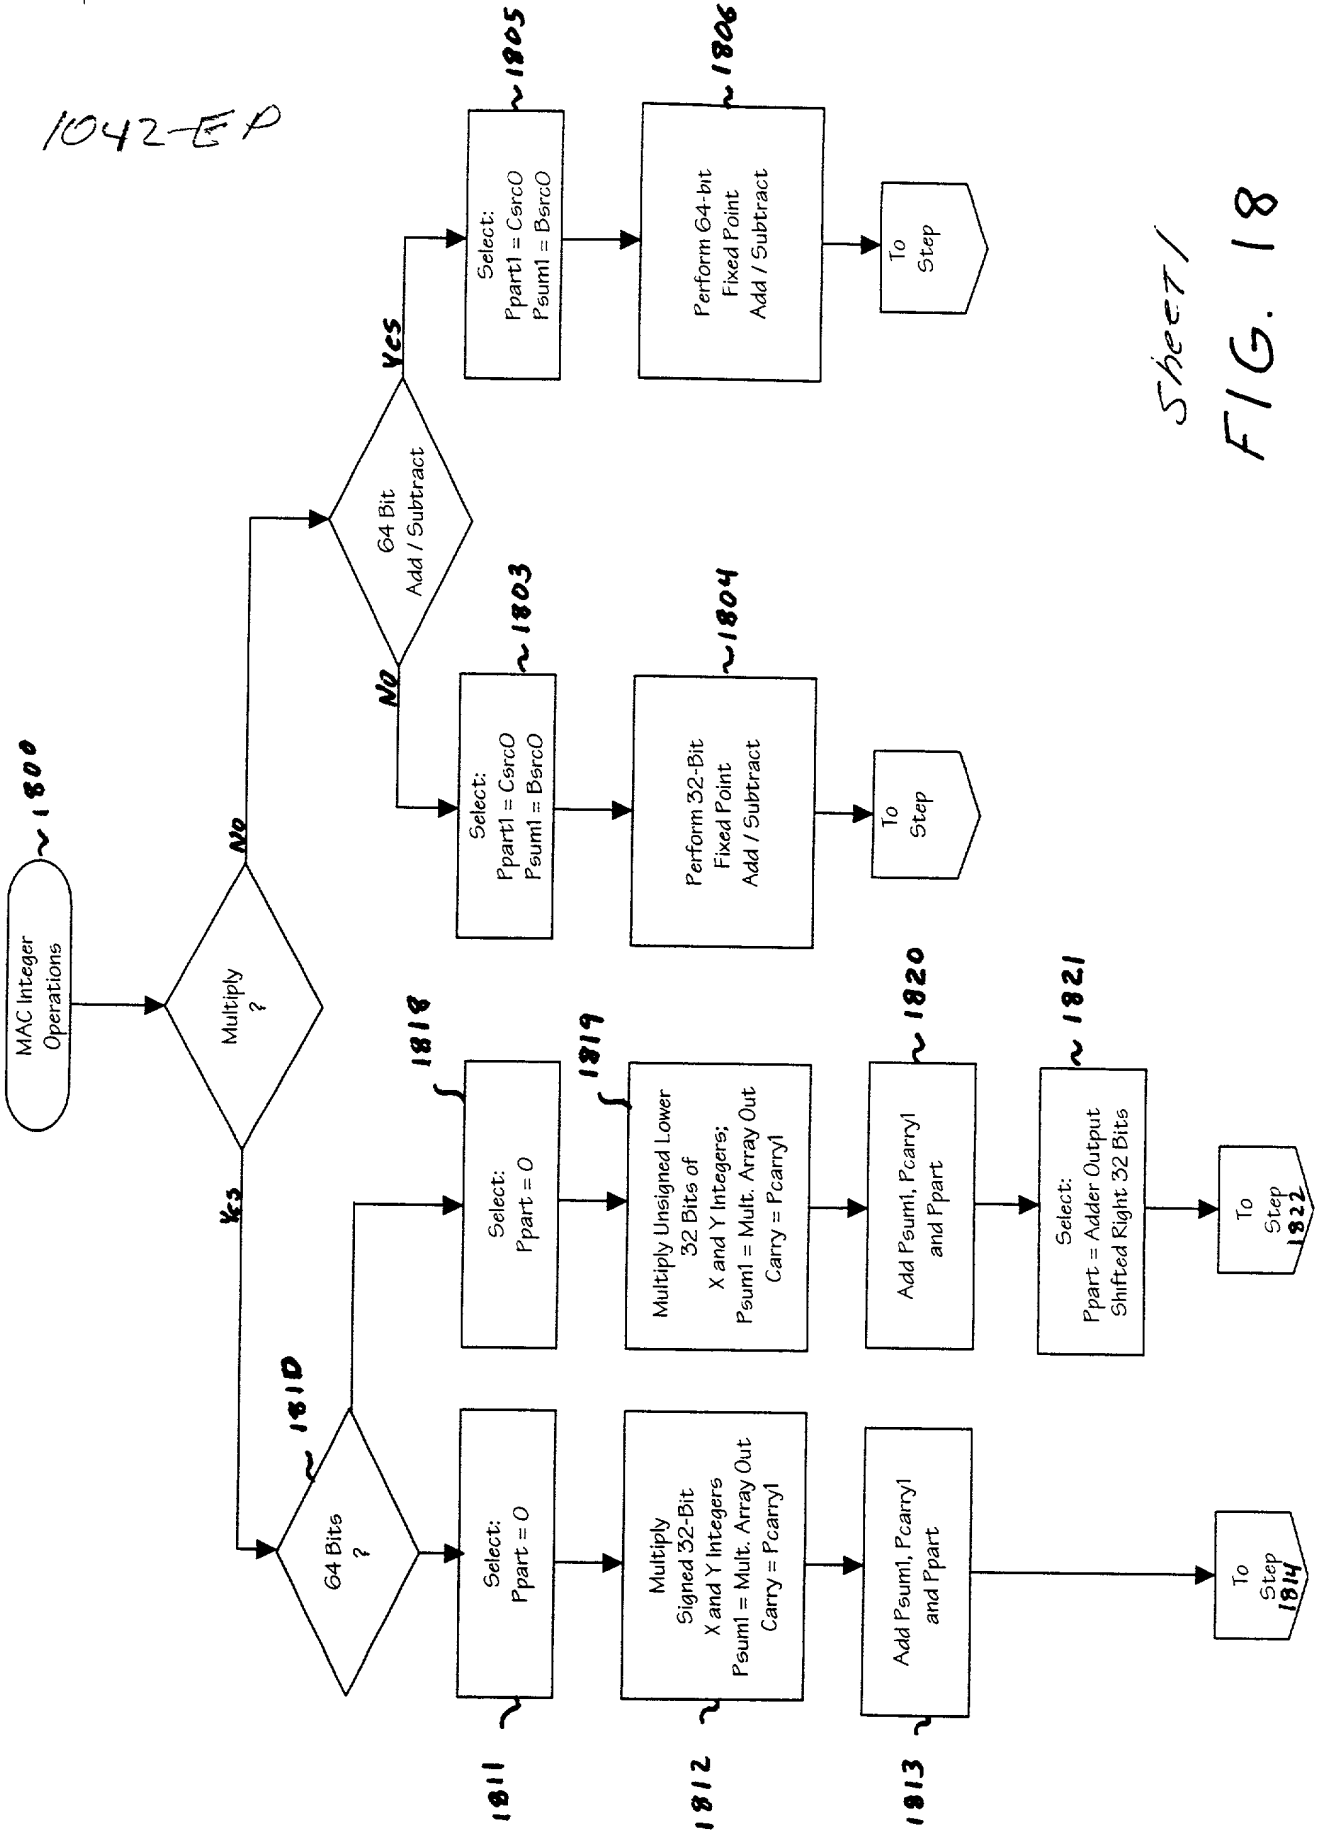 1042-EP
MAC Integer
Operations
1800
Multiply
?
Yes
No
64 Bits
?
1810
64 Bit
Add / Subtract
No
Yes
Select:
Ppart = 0
1811
Multiply
Signed 32-Bit
X and Y Integers
Psum1 = Mult. Array Out
Carry = Pcarry1
1812
Add Psum1, Pcarry1
and Ppart
1813
To
Step
1814
Select:
Ppart = 0
1818
Multiply Unsigned Lower
32 Bits of
X and Y Integers;
Psum1 = Mult. Array Out
Carry = Pcarry1
1819
Add Psum1, Pcarry1
and Ppart
1820
Select:
Ppart = Adder Output
Shifted Right 32 Bits
1821
To
Step
1822
Select:
Ppart1 = Csrc0
Psum1 = Bsrc0
1803
Perform 32-Bit
Fixed Point
Add / Subtract
1804
To
Step
Select:
Ppart1 = Csrc0
Psum1 = Bsrc0
1805
Perform 64-bit
Fixed Point
Add / Subtract
1806
To
Step
Sheet 1
FIG. 18